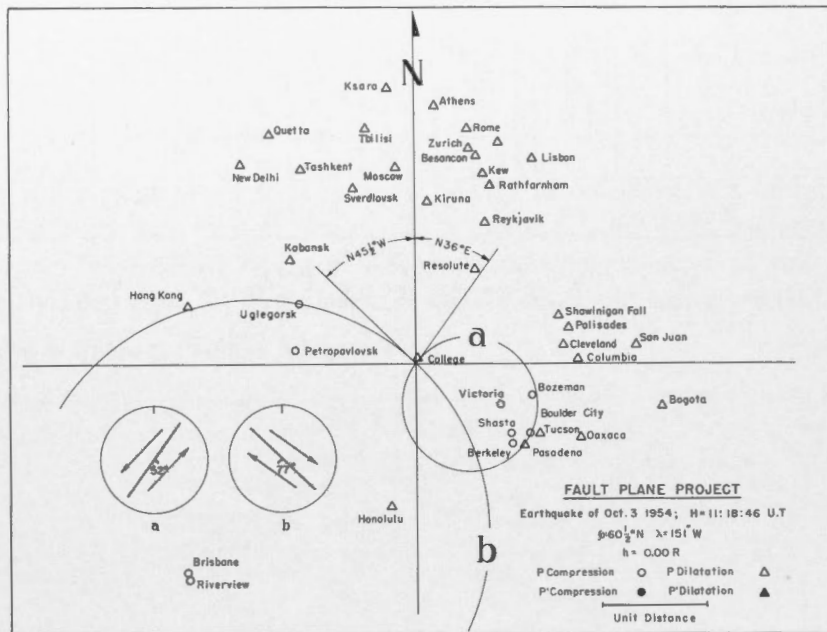 N
Ksara
Athens
Quetta
Tbilisi
Rome
Zurich
Besancon
Lisbon
New Delhi
Tashkent
Moscow
Kew
Rathfarnham
Sverdlovsk
Kiruna
Reykjavik
N45½°W
N36°E
Kabansk
Resolute
Hong Kong
Uglegorsk
Shawinigan Fall
Palisades
a
Cleveland
San Juan
Petropavlovsk
College
Columbia
Victoria
Bozeman
Bogota
Shasta
Boulder City
Tucson
Oaxaca
Berkeley
Pasadena
52°
77°
a
b
Honolulu
b
Brisbane
Riverview
FAULT PLANE PROJECT
Earthquake of Oct. 3 1954; H=11:18:46 U.T
φ=60½°N λ=151°W
h = 0.00 R
P Compression P Dilatation
P' Compression P' Dilatation
Unit Distance